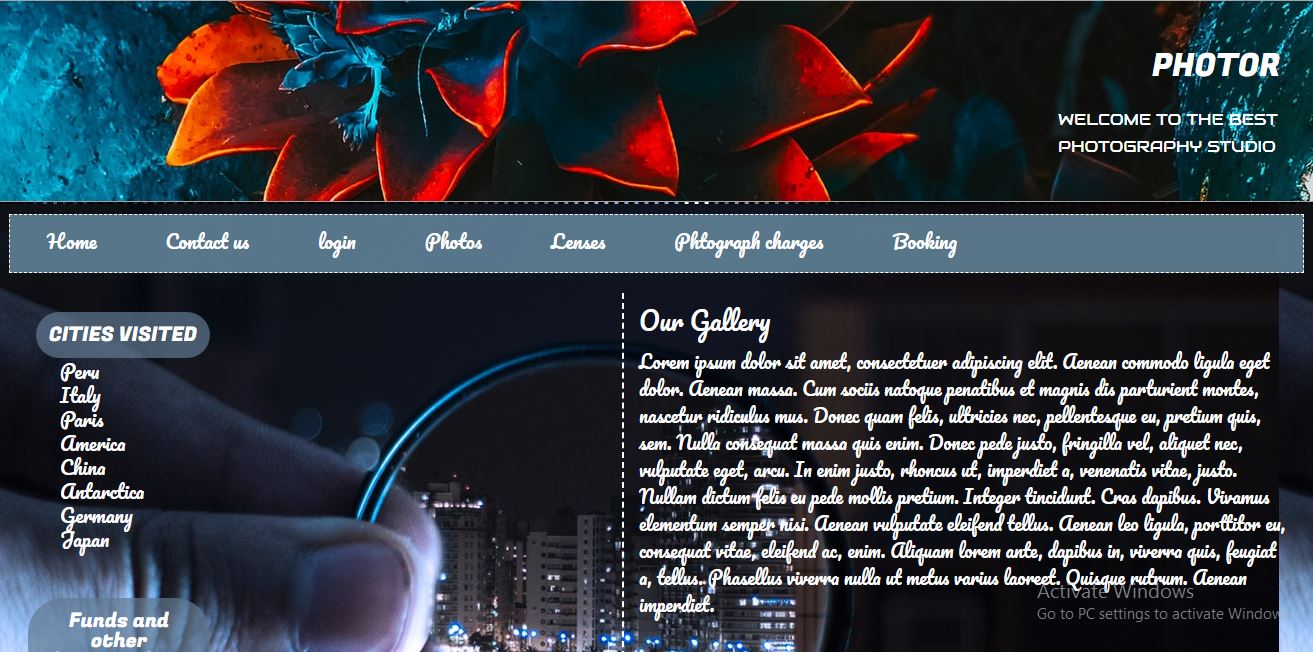 PHOTOR
WELCOME TO THE BEST
PHOTOGRAPHY STUDIO
Home Contact us login Photos Lenses Phtograph charges Booking
CITIES VISITED
Peru
Italy
Paris
America
China
Antarctica
Germany
Japan
Funds and
other
Our Gallery
Lorem ipsum dolor sit amet, consectetuer adipiscing elit. Aenean commodo ligula eget
dolor. Aenean massa. Cum sociis natoque penatibus et magnis dis parturient montes,
nascetur ridiculus mus. Donec quam felis, ultricies nec, pellentesque eu, pretium quis,
sem. Nulla consequat massa quis enim. Donec pede justo, fringilla vel, aliquet nec,
vulputate eget, arcu. In enim justo, rhoncus ut, imperdiet a, venenatis vitae, justo.
Nullam dictum felis eu pede mollis pretium. Integer tincidunt. Cras dapibus. Vivamus
elementum semper nisi. Aenean vulputate eleifend tellus. Aenean leo ligula, porttitor eu,
consequat vitae, eleifend ac, enim. Aliquam lorem ante, dapibus in, viverra quis, feugiat
a, tellus. Phasellus viverra nulla ut metus varius laoreet. Quisque rutrum. Aenean
imperdiet.
Activate Windows
Go to PC settings to activate Window